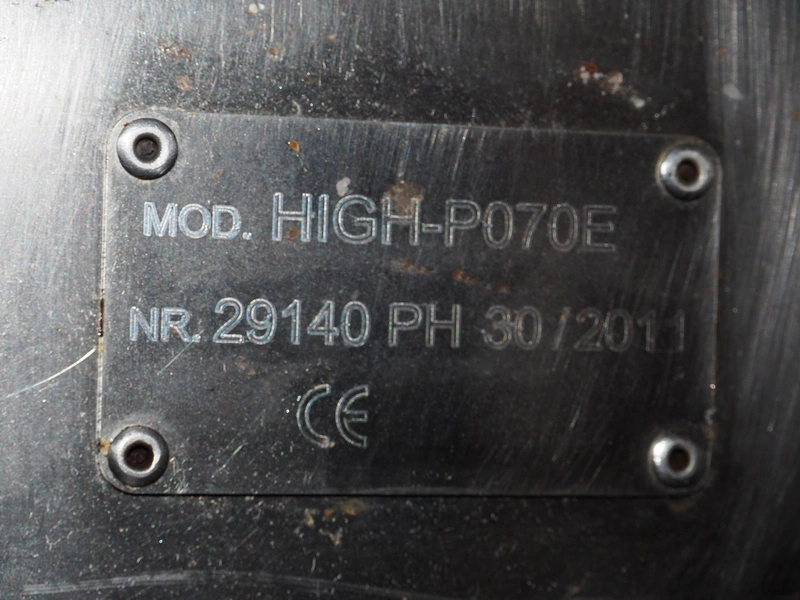 MOD. HIGH-P070E
NR. 29140 PH 30/2011
CE